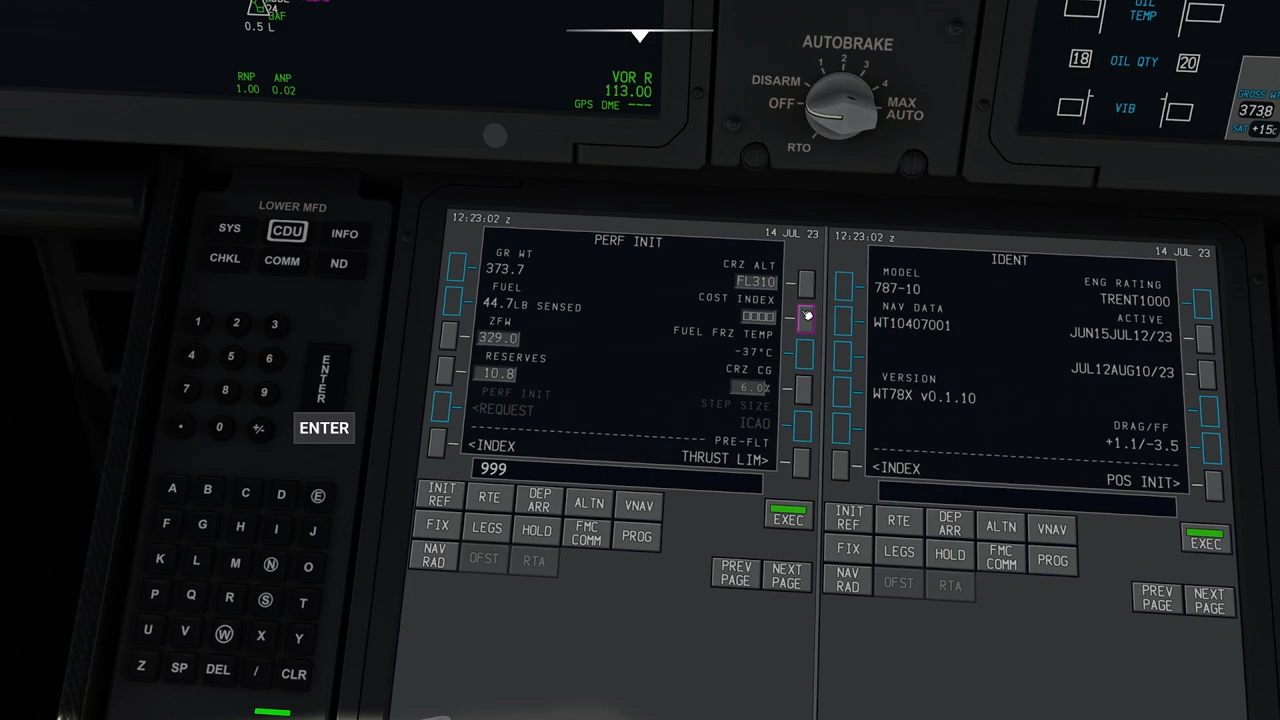 24
BAF
0.5 L
RNP ANP
1.00 0.02
VOR R
113.00
GPS DME ---
AUTOBRAKE
1 2 3 4
DISARM
OFF
MAX AUTO
RTO
OIL TEMP
18 OIL QTY 20
VIB
GROSS WT
373.8
SAT +15c
LOWER MFD
SYS CDU INFO
CHKL COMM ND
1 2 3
4 5 6
7 8 9
. 0 +/-
ENTER
ENTER
A B C D E
F G H I J
K L M N O
P Q R S T
U V W X Y
Z SP DEL / CLR
12:23:02 z 14 JUL 23
PERF INIT
GR WT CRZ ALT
373.7 FL310
FUEL COST INDEX
44.7LB SENSED □□□□
ZFW FUEL FRZ TEMP
329.0 -37°C
RESERVES CRZ CG
10.8 6.0%
PERF INIT STEP SIZE
<REQUEST ICAO
---------------------------- PRE-FLT
<INDEX THRUST LIM>
999
INIT REF RTE DEP ARR ALTN VNAV
FIX LEGS HOLD FMC COMM PROG EXEC
NAV RAD OFST RTA
PREV PAGE NEXT PAGE
12:23:02 z 14 JUL 23
IDENT
MODEL ENG RATING
787-10 TRENT1000
NAV DATA ACTIVE
WT10407001 JUN15JUL12/23
JUL12AUG10/23
VERSION
WT78X v0.1.10
DRAG/FF
+1.1/-3.5
----------------------------------------
<INDEX POS INIT>
INIT REF RTE DEP ARR ALTN VNAV
FIX LEGS HOLD FMC COMM PROG EXEC
NAV RAD OFST RTA
PREV PAGE NEXT PAGE